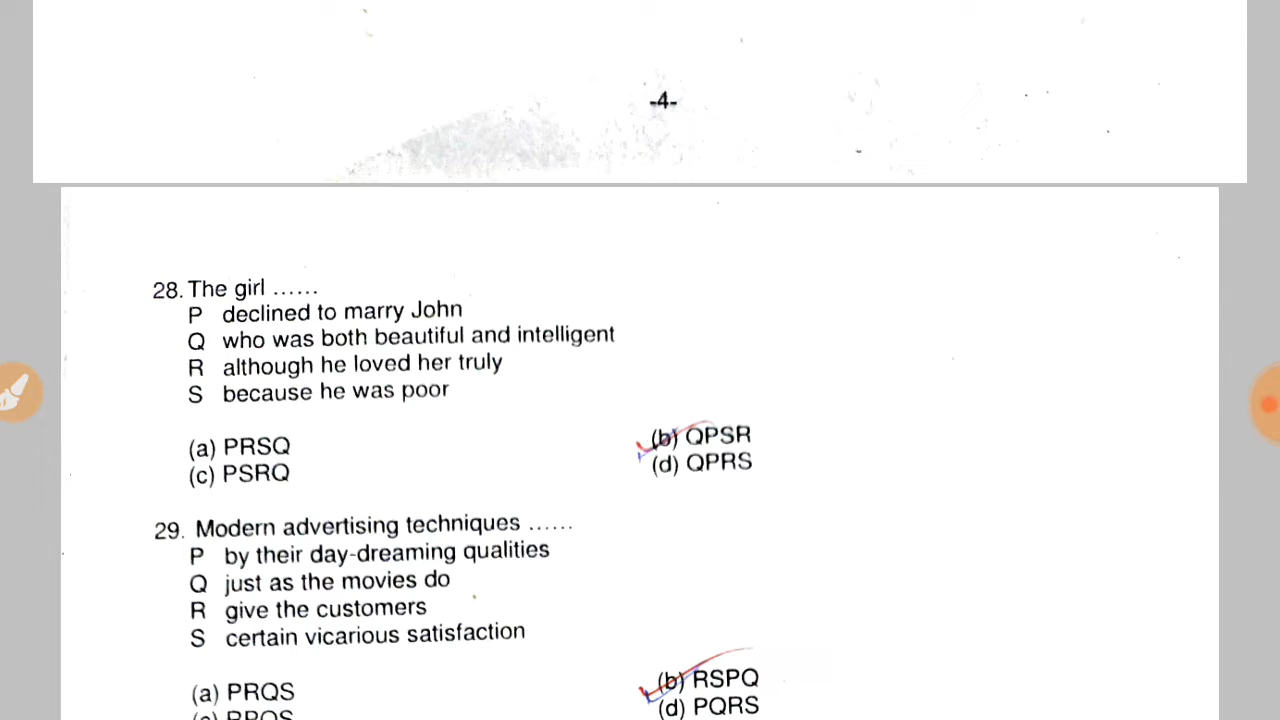 -4-
28. The girl ......
P declined to marry John
Q who was both beautiful and intelligent
R although he loved her truly
S because he was poor
(a) PRSQ (b) QPSR
(c) PSRQ (d) QPRS
29. Modern advertising techniques ......
P by their day-dreaming qualities
Q just as the movies do
R give the customers
S certain vicarious satisfaction
(a) PRQS (b) RSPQ
(d) PQRS